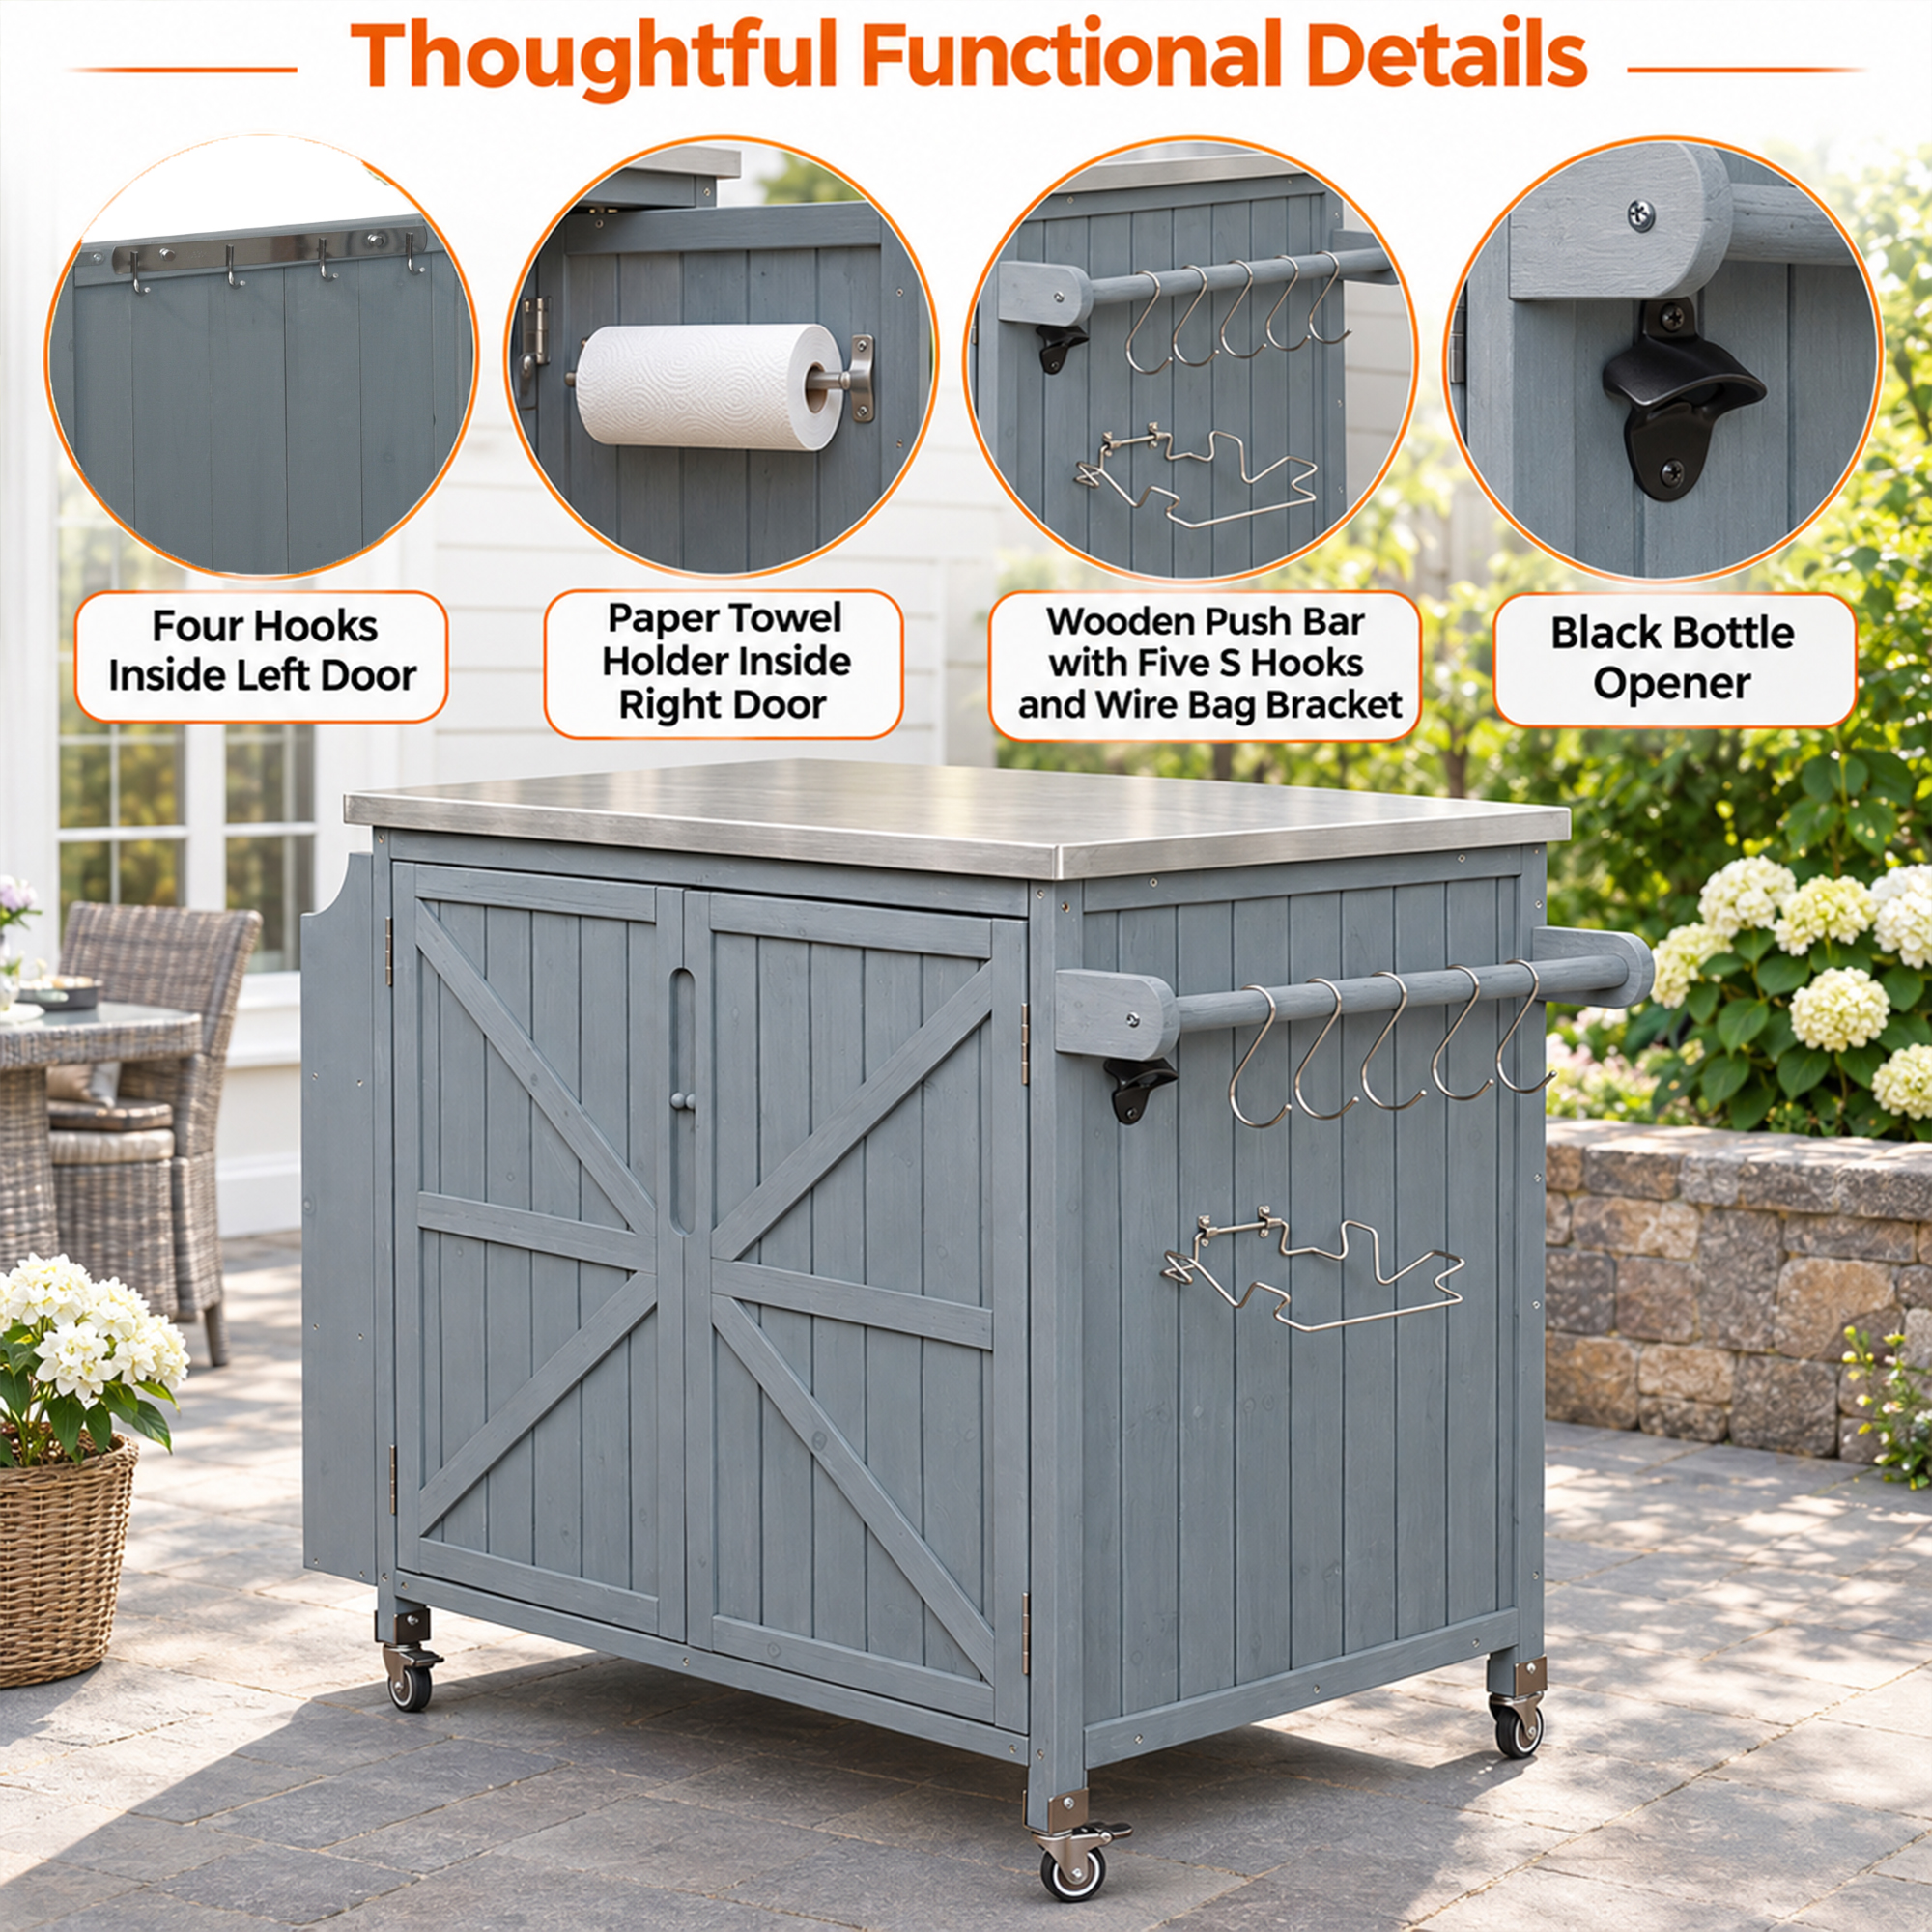 Thoughtful Functional Details
Four Hooks
Inside Left Door
Paper Towel
Holder Inside
Right Door
Wooden Push Bar
with Five S Hooks
and Wire Bag Bracket
Black Bottle
Opener